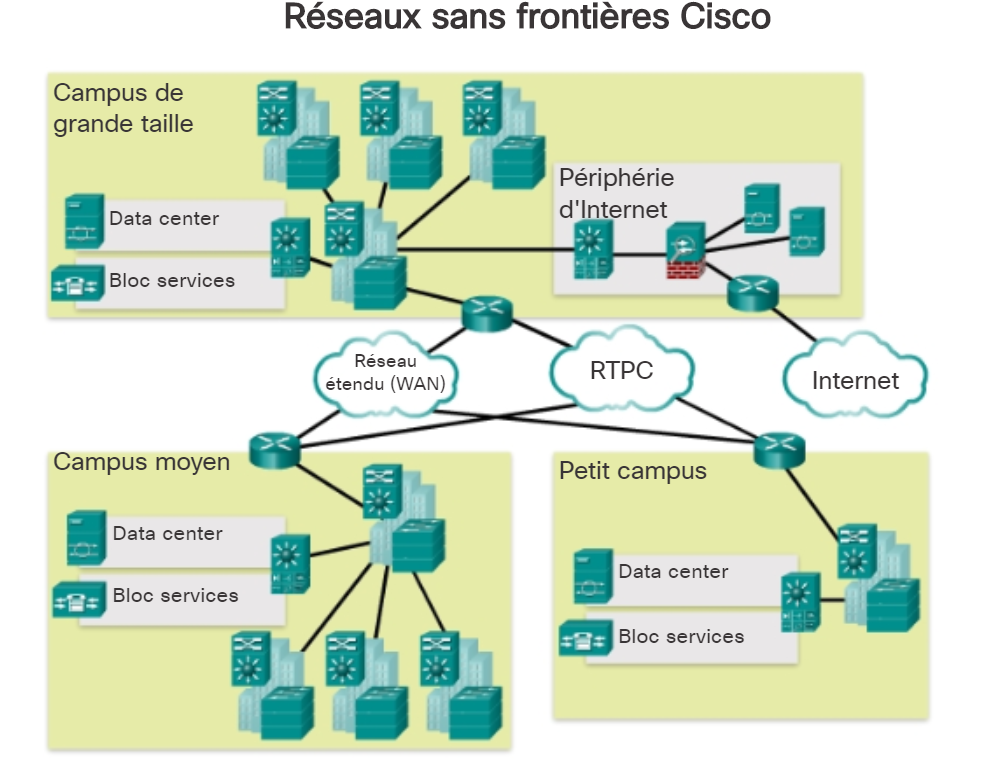 Réseaux sans frontières Cisco
Campus de
grande taille
Data center
Bloc services
Périphérie
d'Internet
Réseau
étendu (WAN)
RTPC
Internet
Campus moyen
Data center
Bloc services
Petit campus
Data center
Bloc services